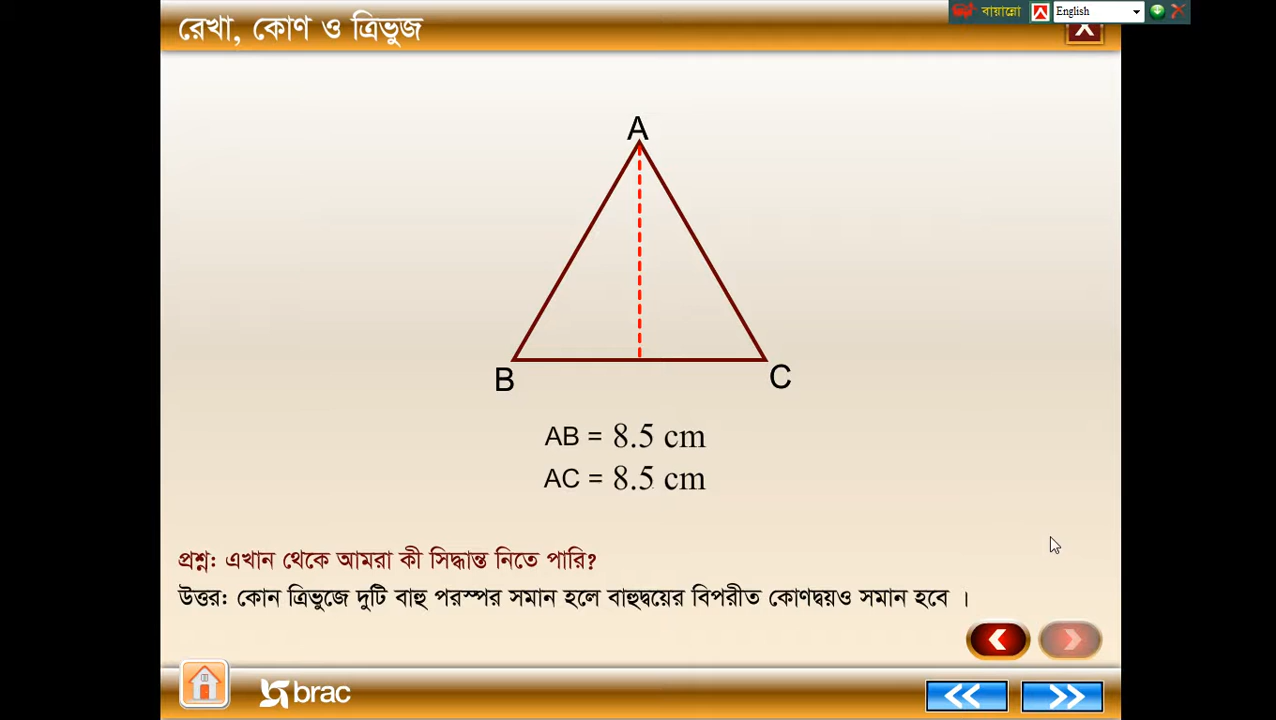 বায়ান্নো English
রেখা, কোণ ও ত্রিভুজ
X
A
B
C
AB = 8.5 cm
AC = 8.5 cm
প্রশ্ন: এখান থেকে আমরা কী সিদ্ধান্ত নিতে পারি?
উত্তর: কোন ত্রিভুজে দুটি বাহু পরস্পর সমান হলে বাহুদ্বয়ের বিপরীত কোণদ্বয়ও সমান হবে ।
brac